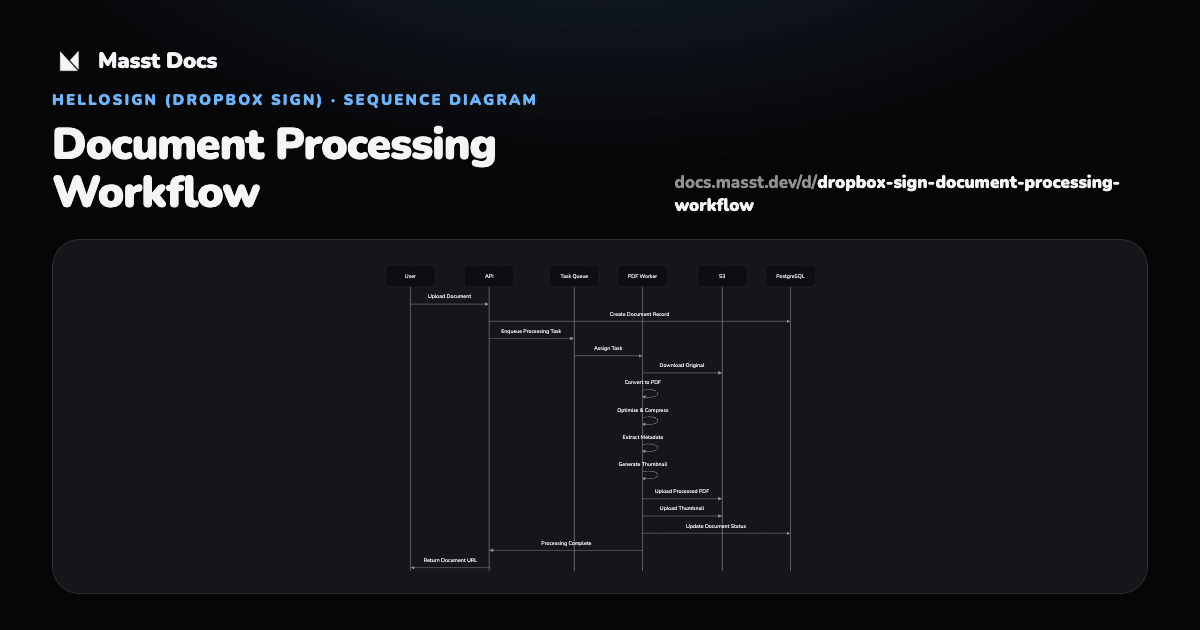 Masst Docs
HELLOSIGN (DROPBOX SIGN) · SEQUENCE DIAGRAM
Document Processing
Workflow
docs.masst.dev/d/dropbox-sign-document-processing-
workflow
User
API
Task Queue
PDF Worker
S3
PostgreSQL
Upload Document
Create Document Record
Enqueue Processing Task
Assign Task
Download Original
Convert to PDF
Optimize & Compress
Extract Metadata
Generate Thumbnail
Upload Processed PDF
Upload Thumbnail
Update Document Status
Processing Complete
Return Document URL